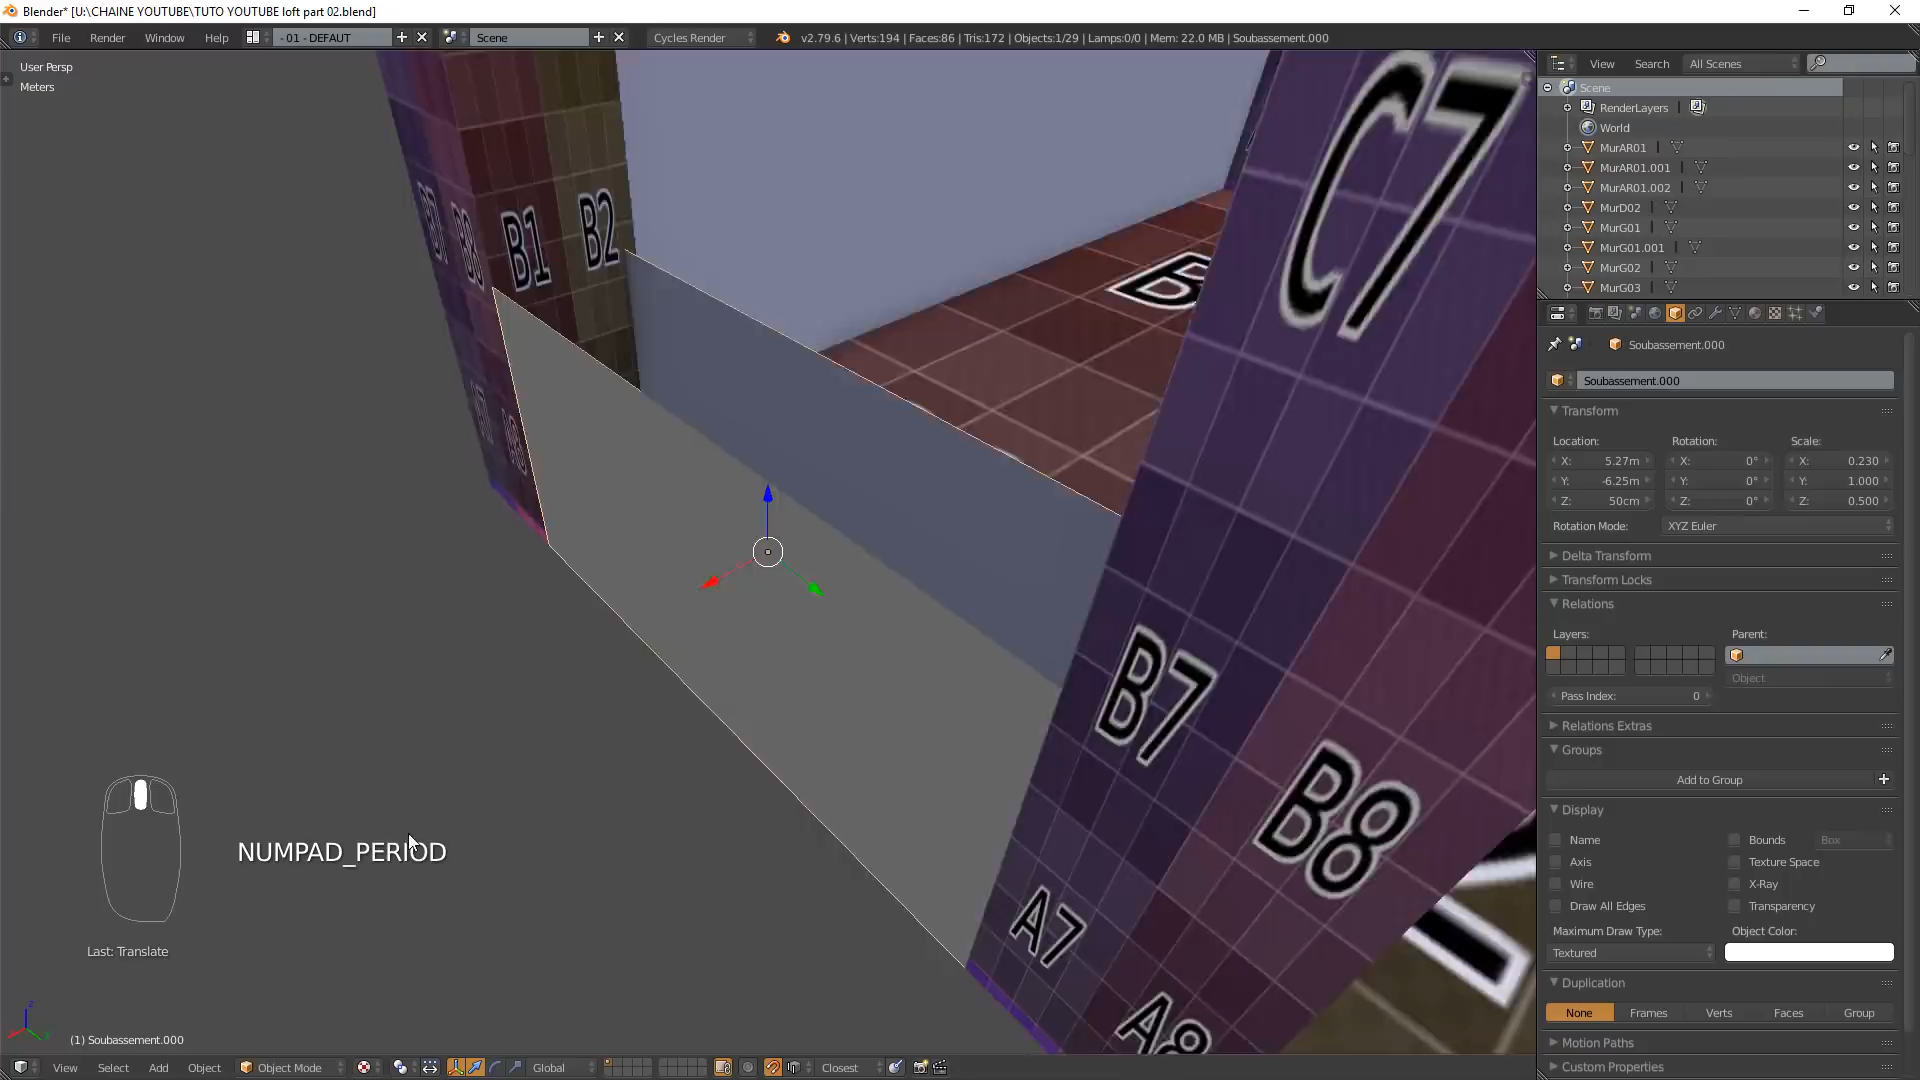 Blender* [U:\CHAINE YOUTUBE\TUTO YOUTUBE loft part 02.blend]
File Render Window Help - 01 - DEFAUT Scene Cycles Render v2.79.6 | Verts:194 | Faces:86 | Tris:172 | Objects:1/29 | Lamps:0/0 | Mem: 22.0 MB | Soubassement.000
User Persp
Meters
View Search All Scenes
Scene
RenderLayers
World
MurAR01
MurAR01.001
MurAR01.002
MurD02
MurG01
MurG01.001
MurG02
MurG03
C7
B8
B1
B2
B7
B8
A7
A8
Soubassement.000
Soubassement.000
Transform
Location: Rotation: Scale:
X: 5.27m X: 0° X: 0.230
Y: -6.25m Y: 0° Y: 1.000
Z: 50cm Z: 0° Z: 0.500
Rotation Mode: XYZ Euler
Delta Transform
Transform Locks
Relations
Layers: Parent:
Object
Pass Index: 0
Relations Extras
Groups
Add to Group
Display
Name Bounds Box
Axis Texture Space
Wire X-Ray
Draw All Edges Transparency
Maximum Draw Type: Object Color:
Textured
Duplication
None Frames Verts Faces Group
Motion Paths
Custom Properties
NUMPAD_PERIOD
Last: Translate
(1) Soubassement.000
View Select Add Object Object Mode Global Closest